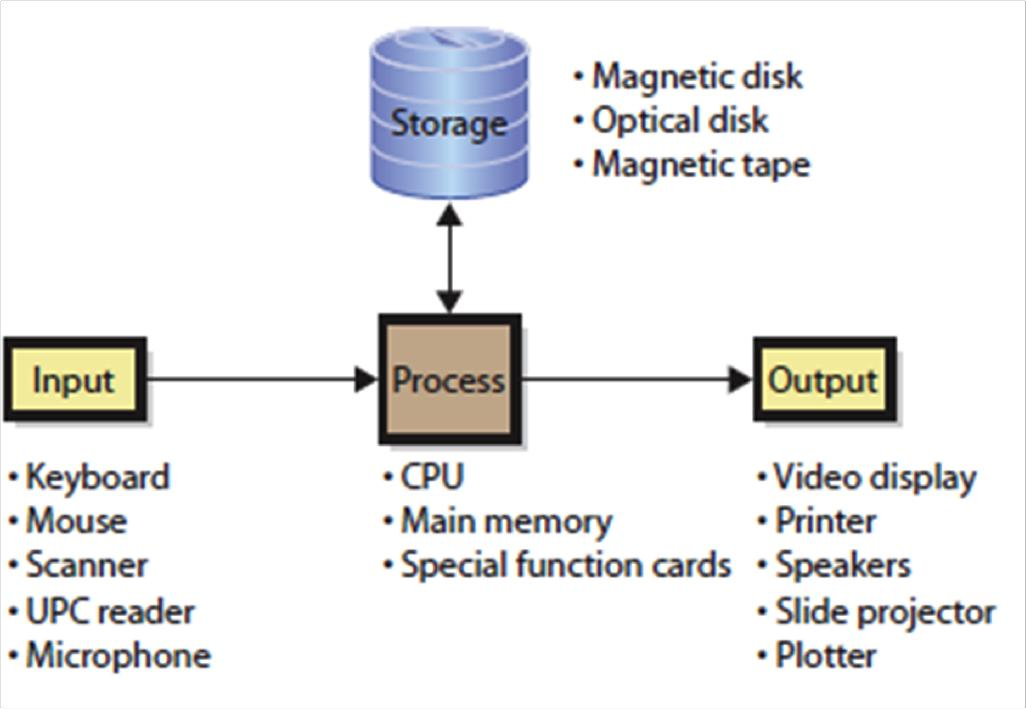 Storage
• Magnetic disk
• Optical disk
• Magnetic tape
Input
Process
Output
• Keyboard
• Mouse
• Scanner
• UPC reader
• Microphone
• CPU
• Main memory
• Special function cards
• Video display
• Printer
• Speakers
• Slide projector
• Plotter